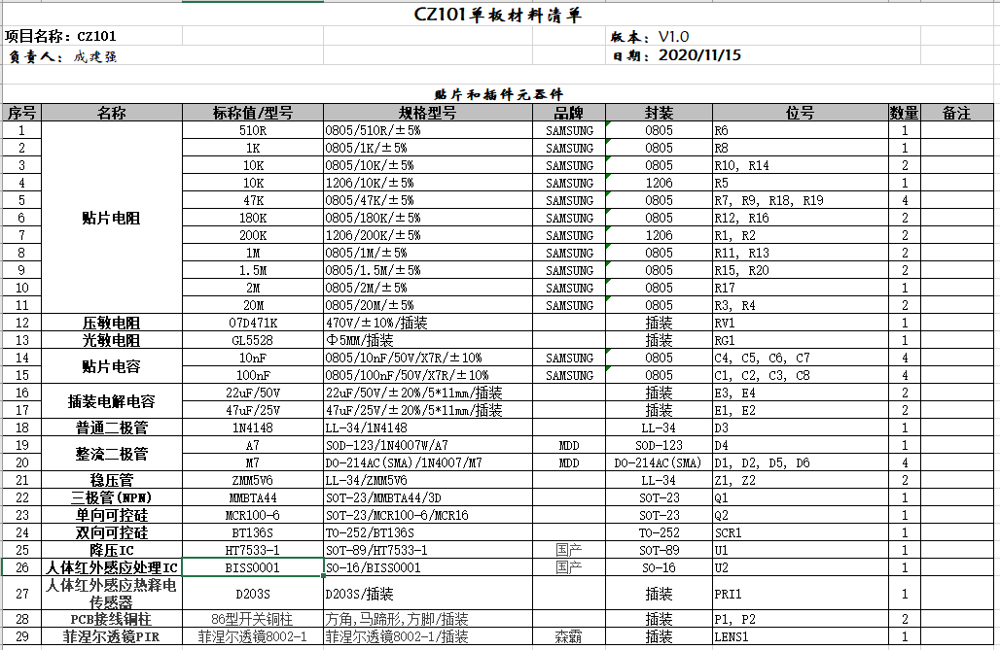 CZ101单板材料清单
项目名称：CZ101 版本：V1.0
负责人：成建强 日期：2020/11/15
贴片和插件元器件
序号 名称 标称值/型号 规格型号 品牌 封装 位号 数量 备注
1 贴片电阻 510R 0805/510R/±5% SAMSUNG 0805 R6 1
2 1K 0805/1K/±5% SAMSUNG 0805 R8 1
3 10K 0805/10K/±5% SAMSUNG 0805 R10, R14 2
4 10K 1206/10K/±5% SAMSUNG 1206 R5 1
5 47K 0805/47K/±5% SAMSUNG 0805 R7, R9, R18, R19 4
6 180K 0805/180K/±5% SAMSUNG 0805 R12, R16 2
7 200K 1206/200K/±5% SAMSUNG 1206 R1, R2 2
8 1M 0805/1M/±5% SAMSUNG 0805 R11, R13 2
9 1.5M 0805/1.5M/±5% SAMSUNG 0805 R15, R20 2
10 2M 0805/2M/±5% SAMSUNG 0805 R17 1
11 20M 0805/20M/±5% SAMSUNG 0805 R3, R4 2
12 压敏电阻 07D471K 470V/±10%/插装 插装 RV1 1
13 光敏电阻 GL5528 Φ5MM/插装 插装 RG1 1
14 贴片电容 10nF 0805/10nF/50V/X7R/±10% SAMSUNG 0805 C4, C5, C6, C7 4
15 100nF 0805/100nF/50V/X7R/±10% SAMSUNG 0805 C1, C2, C3, C8 4
16 插装电解电容 22uF/50V 22uF/50V/±20%/5*11mm/插装 插装 E3, E4 2
17 47uF/25V 47uF/25V/±20%/5*11mm/插装 插装 E1, E2 2
18 普通二极管 1N4148 LL-34/1N4148 LL-34 D3 1
19 整流二极管 A7 SOD-123/1N4007W/A7 MDD SOD-123 D4 1
20 M7 DO-214AC(SMA)/1N4007/M7 MDD DO-214AC(SMA) D1, D2, D5, D6 4
21 稳压管 ZMM5V6 LL-34/ZMM5V6 LL-34 Z1, Z2 2
22 三极管(NPN) MMBTA44 SOT-23/MMBTA44/3D SOT-23 Q1 1
23 单向可控硅 MCR100-6 SOT-23/MCR100-6/MCR16 SOT-23 Q2 1
24 双向可控硅 BT136S TO-252/BT136S TO-252 SCR1 1
25 降压IC HT7533-1 SOT-89/HT7533-1 国产 SOT-89 U1 1
26 人体红外感应处理IC BISS0001 SO-16/BISS0001 国产 SO-16 U2 1
27 人体红外感应热释电传感器 D203S D203S/插装 插装 PRI1 1
28 PCB接线铜柱 86型开关铜柱 方角,马蹄形,方脚/插装 插装 P1, P2 2
29 菲涅尔透镜PIR 菲涅尔透镜8002-1 菲涅尔透镜8002-1/插装 森霸 插装 LENS1 1